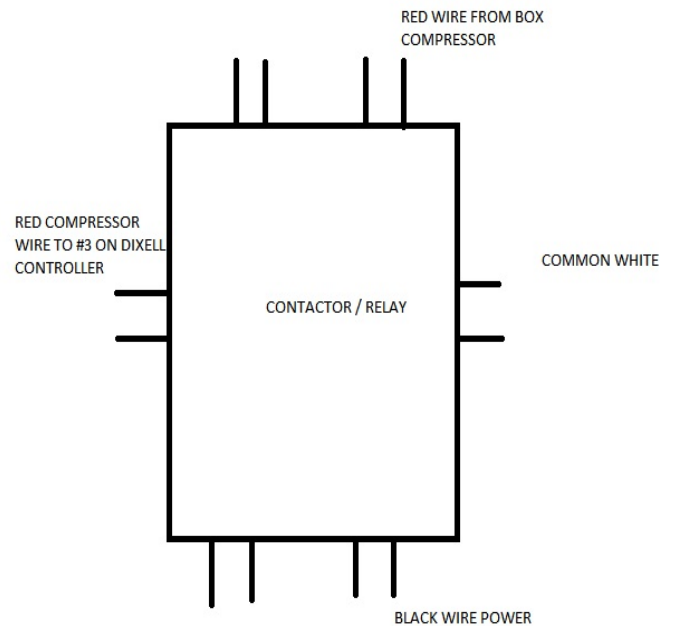 RED WIRE FROM BOX
COMPRESSOR
RED COMPRESSOR
WIRE TO #3 ON DIXELL
CONTROLLER
COMMON WHITE
CONTACTOR / RELAY
BLACK WIRE POWER